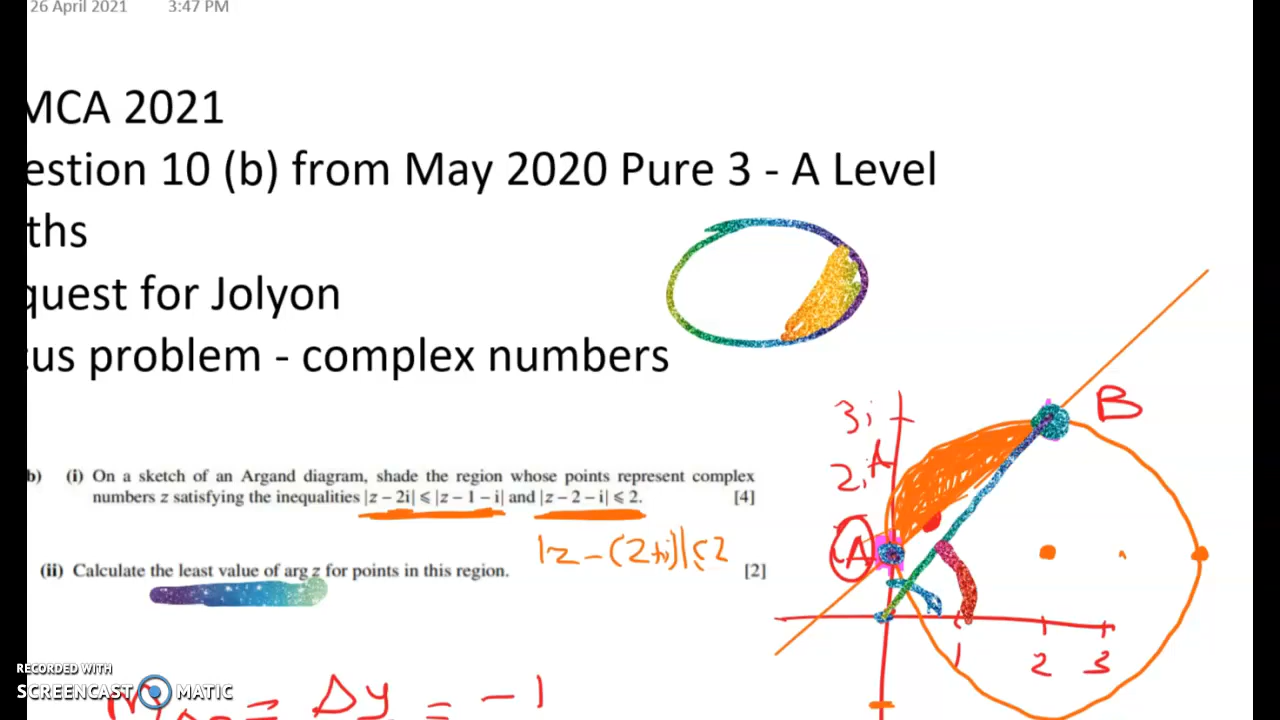 26 April 2021 3:47 PM
MCA 2021
estion 10 (b) from May 2020 Pure 3 - A Level
ths
quest for Jolyon
cus problem - complex numbers
b) (i) On a sketch of an Argand diagram, shade the region whose points represent complex
numbers z satisfying the inequalities |z − 2i| ⩽ |z − 1 − i| and |z − 2 − i| ⩽ 2. [4]
|z − (2+i)| ≤ 2
(ii) Calculate the least value of arg z for points in this region. [2]
3i
B
2i A
A
1 2 3
RECORDED WITH
SCREENCAST MATIC
= Δy = −1